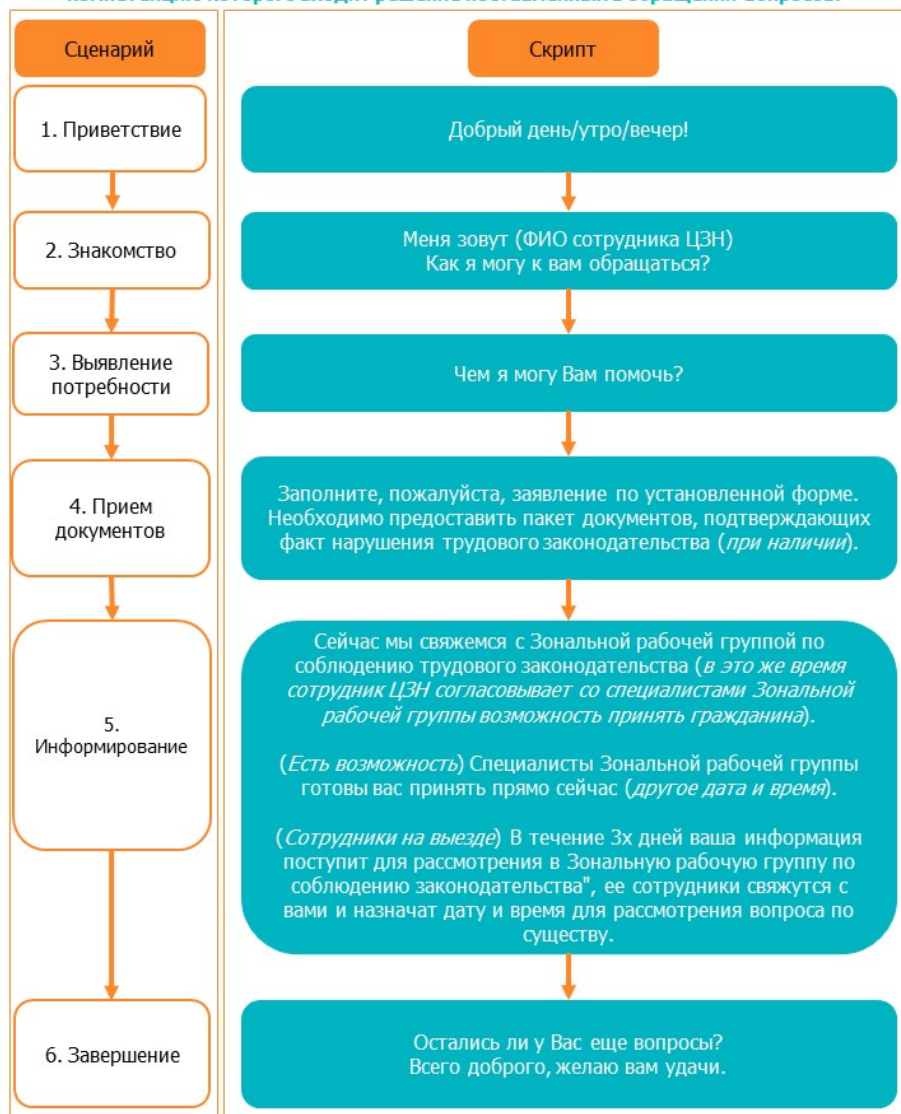 Сценарий
Скрипт
1. Приветствие
Добрый день/утро/вечер!
2. Знакомство
Меня зовут (ФИО сотрудника ЦЗН)
Как я могу к вам обращаться?
3. Выявление
потребности
Чем я могу Вам помочь?
4. Прием
документов
Заполните, пожалуйста, заявление по установленной форме.
Необходимо предоставить пакет документов, подтверждающих
факт нарушения трудового законодательства (при наличии).
5.
Информирование
Сейчас мы свяжемся с Зональной рабочей группой по
соблюдению трудового законодательства (в это же время
сотрудник ЦЗН согласовывает со специалистами Зональной
рабочей группы возможность принять гражданина).
(Есть возможность) Специалисты Зональной рабочей группы
готовы вас принять прямо сейчас (другое дата и время).
(Сотрудники на выезде) В течение 3х дней ваша информация
поступит для рассмотрения в Зональную рабочую группу по
соблюдению законодательства", ее сотрудники свяжутся с
вами и назначат дату и время для рассмотрения вопроса по
существу.
6. Завершение
Остались ли у Вас еще вопросы?
Всего доброго, желаю вам удачи.